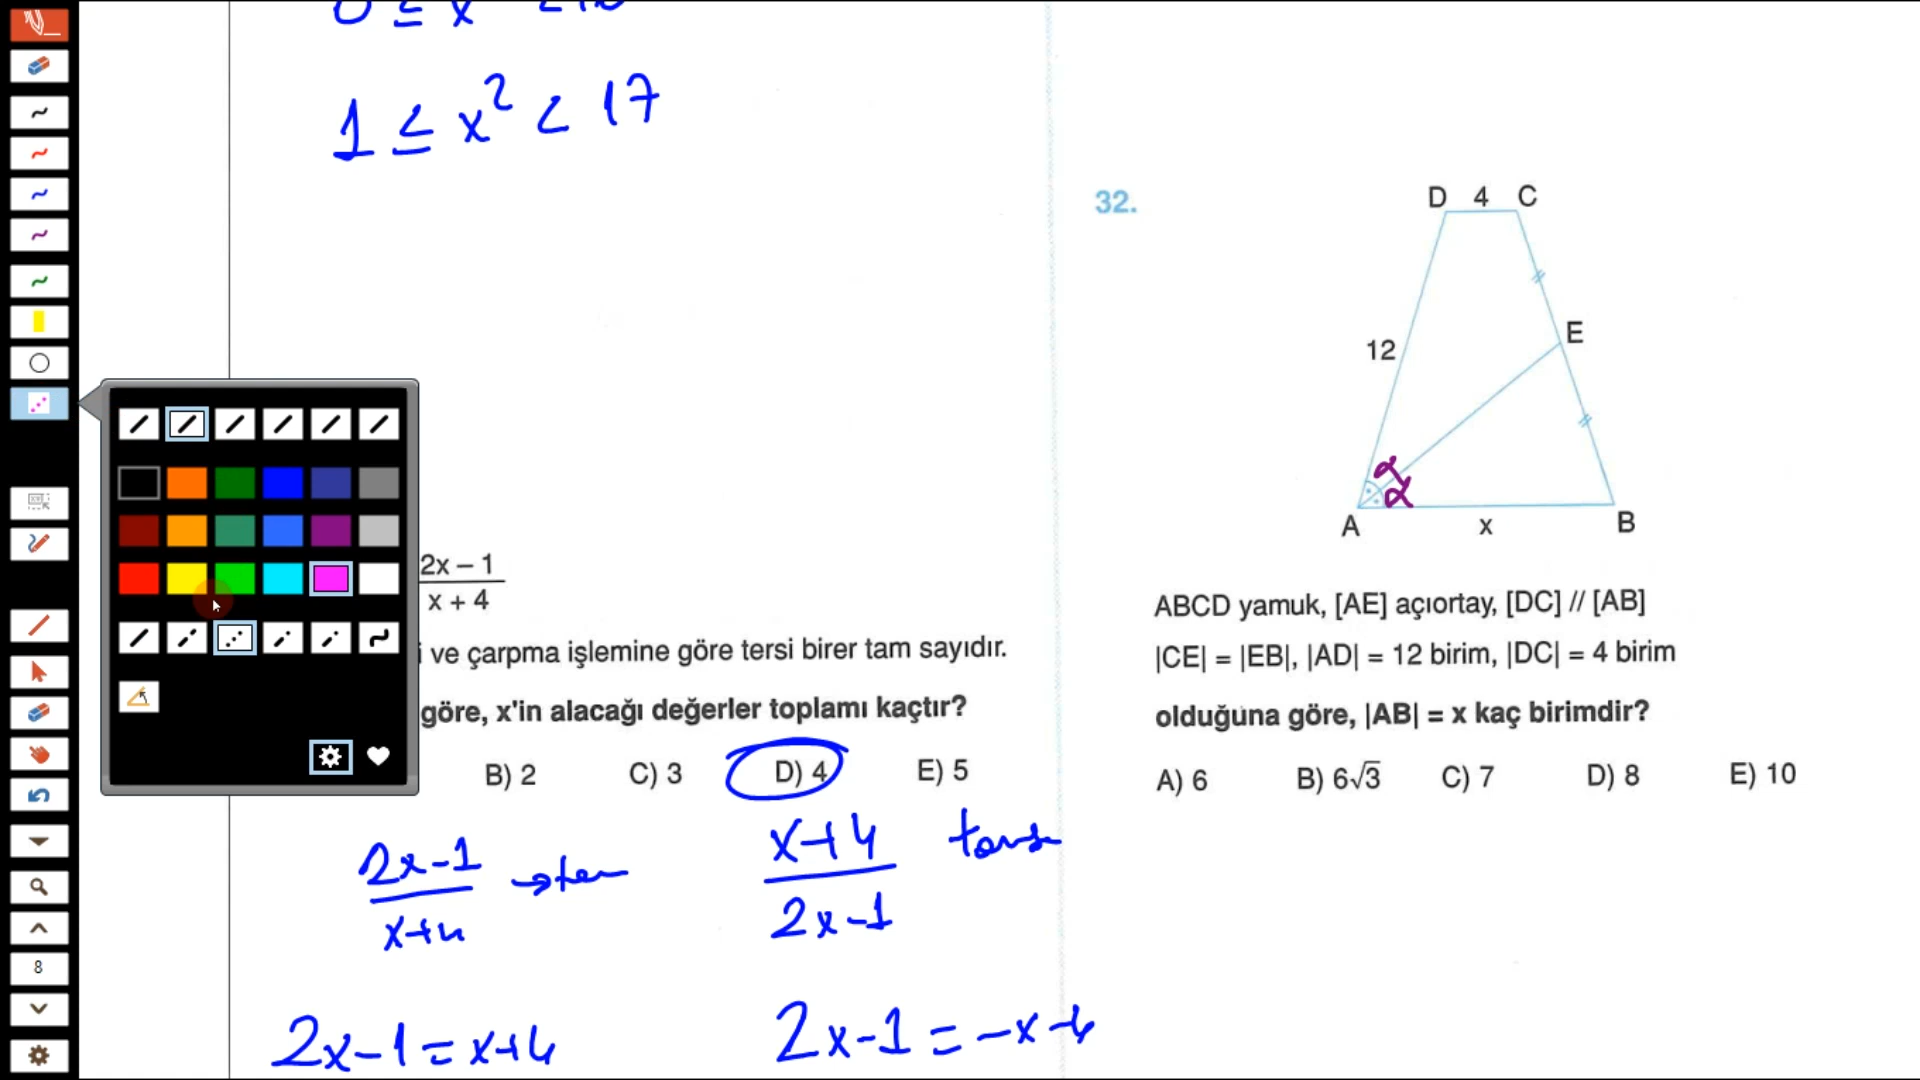 1 ≤ x² < 17
2x – 1
x + 4
i ve çarpma işlemine göre tersi birer tam sayıdır.
göre, x'in alacağı değerler toplamı kaçtır?
B) 2 C) 3 D) 4 E) 5
2x-1
x+4
x+4
2x-1
2x-1 = x+4
2x-1 = -x-4
32.
D 4 C
12
E
α
α
A x B
ABCD yamuk, [AE] açıortay, [DC] // [AB]
|CE| = |EB|, |AD| = 12 birim, |DC| = 4 birim
olduğuna göre, |AB| = x kaç birimdir?
A) 6 B) 6√3 C) 7 D) 8 E) 10
8